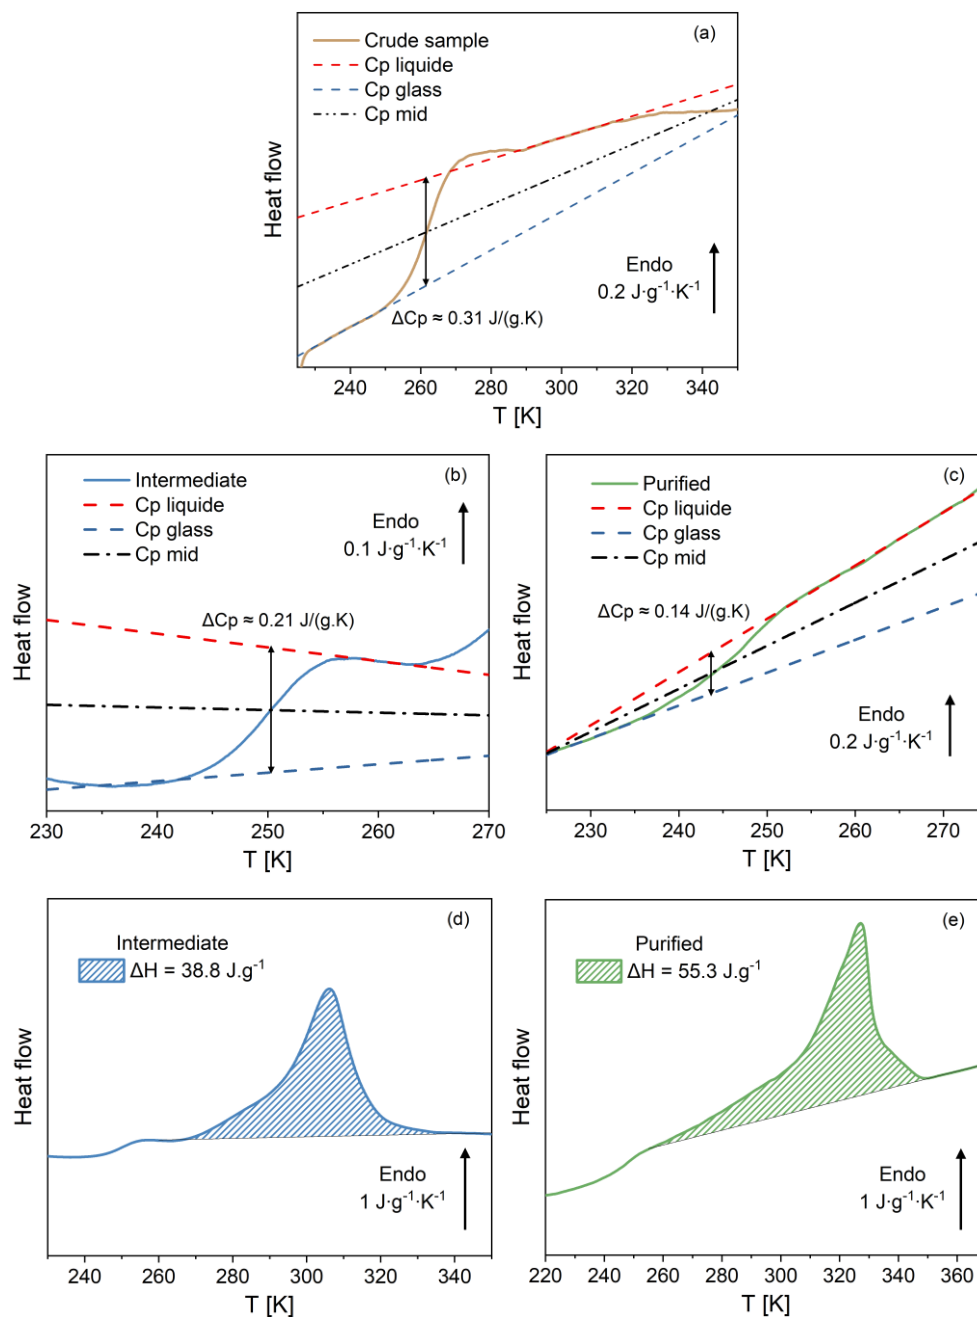 (a)
Crude sample
Cp liquide
Cp glass
Cp mid
Heat flow
Endo
0.2 J·g⁻¹·K⁻¹
ΔCp ≈ 0.31 J/(g.K)
240 260 280 300 320 340
T [K]
(b)
Intermediate
Cp liquide
Cp glass
Cp mid
Endo
0.1 J·g⁻¹·K⁻¹
ΔCp ≈ 0.21 J/(g.K)
Heat flow
230 240 250 260 270
T [K]
(c)
Purified
Cp liquide
Cp glass
Cp mid
ΔCp ≈ 0.14 J/(g.K)
Heat flow
Endo
0.2 J·g⁻¹·K⁻¹
230 240 250 260 270
T [K]
(d)
Intermediate
ΔH = 38.8 J.g⁻¹
Heat flow
Endo
1 J·g⁻¹·K⁻¹
240 260 280 300 320 340
T [K]
(e)
Purified
ΔH = 55.3 J.g⁻¹
Heat flow
Endo
1 J·g⁻¹·K⁻¹
220 240 260 280 300 320 340 360
T [K]